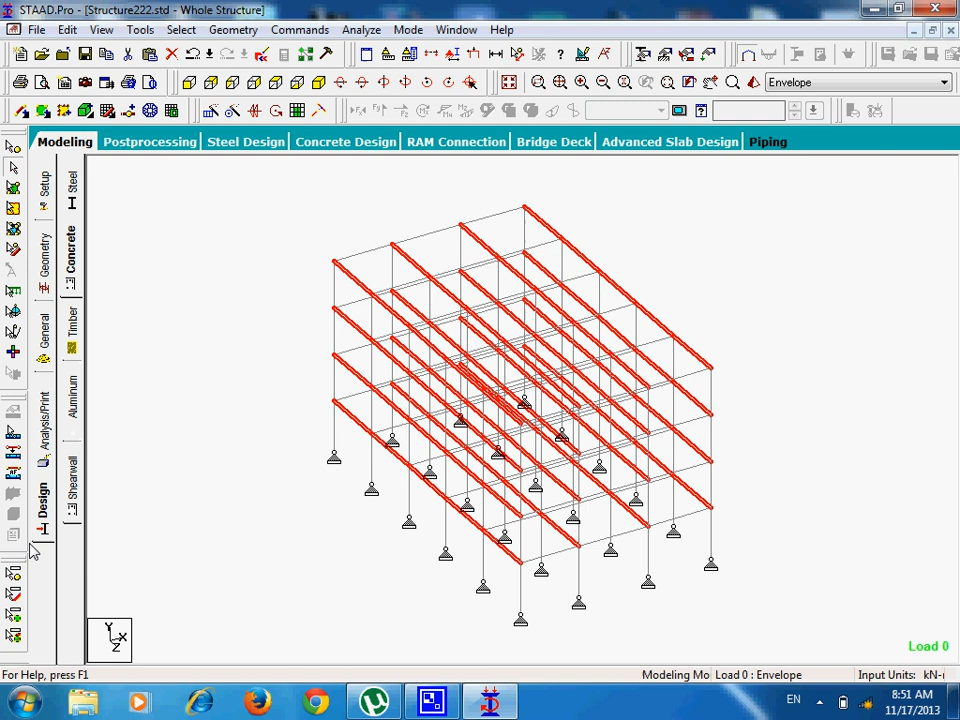 STAAD.Pro - [Structure222.std - Whole Structure]
File Edit View Tools Select Geometry Commands Analyze Mode Window Help
Envelope
Modeling Postprocessing Steel Design Concrete Design RAM Connection Bridge Deck Advanced Slab Design Piping
Setup
Geometry
General
Analysis/Print
Design
Steel
Concrete
Timber
Aluminum
Shearwall
Y
X
Z
Load 0
For Help, press F1
Modeling Mo
Load 0 : Envelope
Input Units:
EN
8:51 AM
11/17/2013